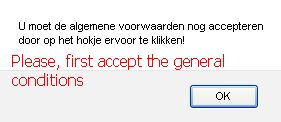 U moet de algemene voorwaarden nog accepteren
door op het hokje ervoor te klikken!
Please, first accept the general
conditions
OK